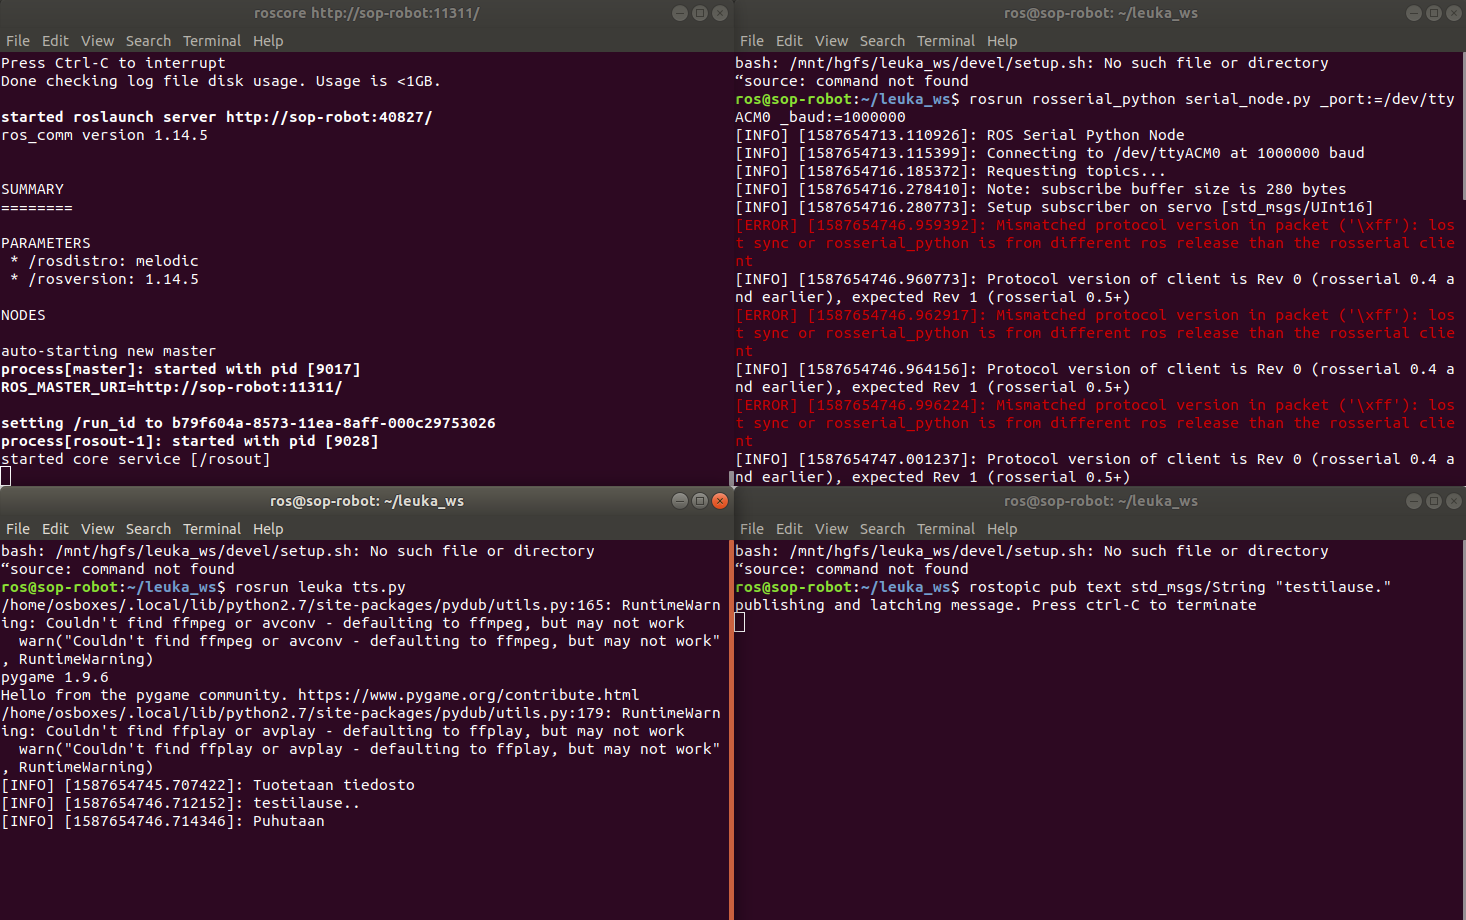 roscore http://sop-robot:11311/
File Edit View Search Terminal Help
Press Ctrl-C to interrupt
Done checking log file disk usage. Usage is <1GB.
started roslaunch server http://sop-robot:40827/
ros_comm version 1.14.5
SUMMARY
========
PARAMETERS
* /rosdistro: melodic
* /rosversion: 1.14.5
NODES
auto-starting new master
process[master]: started with pid [9017]
ROS_MASTER_URI=http://sop-robot:11311/
setting /run_id to b79f604a-8573-11ea-8aff-000c29753026
process[rosout-1]: started with pid [9028]
started core service [/rosout]
ros@sop-robot: ~/leuka_ws
File Edit View Search Terminal Help
bash: /mnt/hgfs/leuka_ws/devel/setup.sh: No such file or directory
“source: command not found
ros@sop-robot:~/leuka_ws$ rosrun rosserial_python serial_node.py _port:=/dev/tty
ACM0 _baud:=1000000
[INFO] [1587654713.110926]: ROS Serial Python Node
[INFO] [1587654713.115399]: Connecting to /dev/ttyACM0 at 1000000 baud
[INFO] [1587654716.185372]: Requesting topics...
[INFO] [1587654716.278410]: Note: subscribe buffer size is 280 bytes
[INFO] [1587654716.280773]: Setup subscriber on servo [std_msgs/UInt16]
[ERROR] [1587654746.959392]: Mismatched protocol version in packet ('\xff'): los
t sync or rosserial_python is from different ros release than the rosserial clie
nt
[INFO] [1587654746.960773]: Protocol version of client is Rev 0 (rosserial 0.4 a
nd earlier), expected Rev 1 (rosserial 0.5+)
[ERROR] [1587654746.962917]: Mismatched protocol version in packet ('\xff'): los
t sync or rosserial_python is from different ros release than the rosserial clie
nt
[INFO] [1587654746.964156]: Protocol version of client is Rev 0 (rosserial 0.4 a
nd earlier), expected Rev 1 (rosserial 0.5+)
[ERROR] [1587654746.996224]: Mismatched protocol version in packet ('\xff'): los
t sync or rosserial_python is from different ros release than the rosserial clie
nt
[INFO] [1587654747.001237]: Protocol version of client is Rev 0 (rosserial 0.4 a
nd earlier), expected Rev 1 (rosserial 0.5+)
ros@sop-robot: ~/leuka_ws
File Edit View Search Terminal Help
bash: /mnt/hgfs/leuka_ws/devel/setup.sh: No such file or directory
“source: command not found
ros@sop-robot:~/leuka_ws$ rosrun leuka tts.py
/home/osboxes/.local/lib/python2.7/site-packages/pydub/utils.py:165: RuntimeWarn
ing: Couldn't find ffmpeg or avconv - defaulting to ffmpeg, but may not work
warn("Couldn't find ffmpeg or avconv - defaulting to ffmpeg, but may not work"
, RuntimeWarning)
pygame 1.9.6
Hello from the pygame community. https://www.pygame.org/contribute.html
/home/osboxes/.local/lib/python2.7/site-packages/pydub/utils.py:179: RuntimeWarn
ing: Couldn't find ffplay or avplay - defaulting to ffplay, but may not work
warn("Couldn't find ffplay or avplay - defaulting to ffplay, but may not work"
, RuntimeWarning)
[INFO] [1587654745.707422]: Tuotetaan tiedosto
[INFO] [1587654746.712152]: testilause..
[INFO] [1587654746.714346]: Puhutaan
ros@sop-robot: ~/leuka_ws
File Edit View Search Terminal Help
bash: /mnt/hgfs/leuka_ws/devel/setup.sh: No such file or directory
“source: command not found
ros@sop-robot:~/leuka_ws$ rostopic pub text std_msgs/String "testilause."
publishing and latching message. Press ctrl-C to terminate